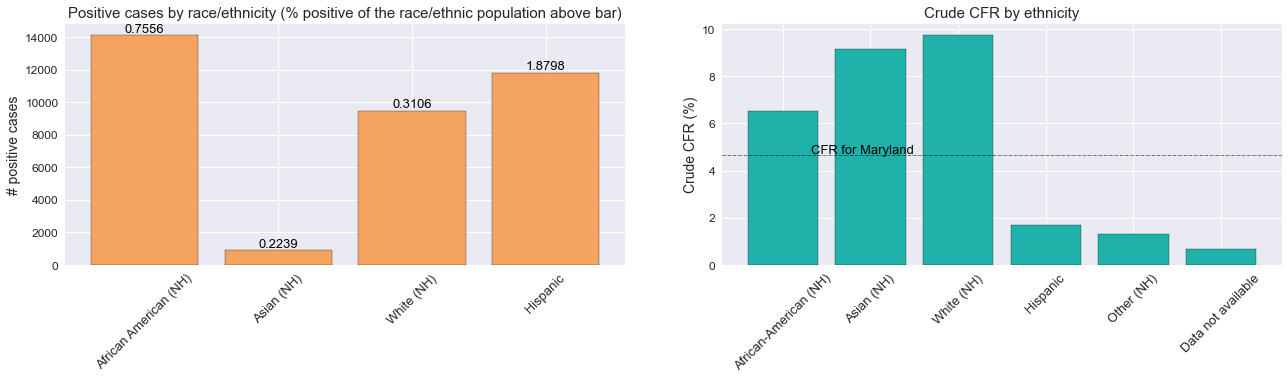 Positive cases by race/ethnicity (% positive of the race/ethnic population above bar)
# positive cases
14000
12000
10000
8000
6000
4000
2000
0
0.7556
0.2239
0.3106
1.8798
African American (NH)
Asian (NH)
White (NH)
Hispanic
Crude CFR by ethnicity
Crude CFR (%)
10
8
6
4
2
0
CFR for Maryland
African-American (NH)
Asian (NH)
White (NH)
Hispanic
Other (NH)
Data not available